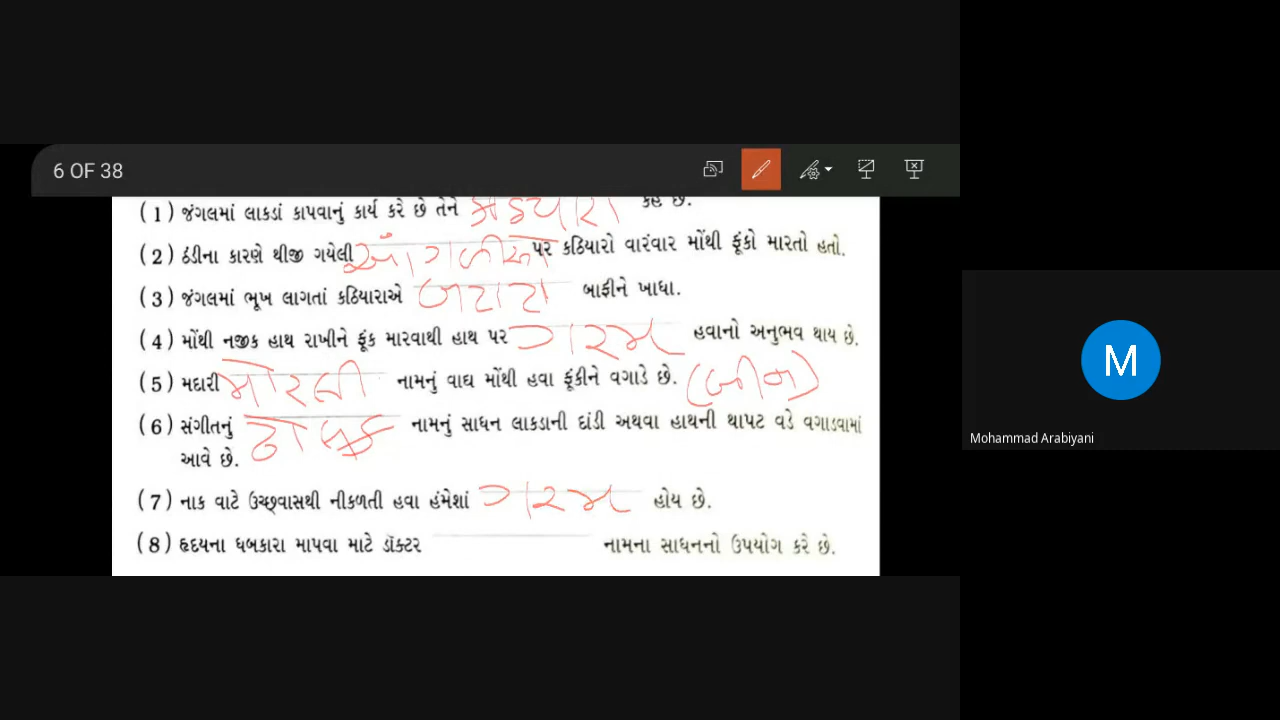 6 OF 38
(1) જંગલમાં લાકડાં કાપવાનું કાર્ય કરે છે તેને કઠિયારો કહે છે.
(2) ઠંડીના કારણે થીજી ગયેલી આંગળીઓ પર કઠિયારો વારંવાર મોંથી ફૂંકો મારતો હતો.
(3) જંગલમાં ભૂખ લાગતાં કઠિયારાએ બટાટા બાફીને ખાધા.
(4) મોંથી નજીક હાથ રાખીને ફૂંક મારવાથી હાથ પર ગરમ હવાનો અનુભવ થાય છે.
(5) મદારી મોરલી નામનું વાદ્ય મોંથી હવા ફૂંકીને વગાડે છે. (બીન)
(6) સંગીતનું ઢોલક નામનું સાધન લાકડાની દાંડી અથવા હાથની થાપટ વડે વગાડવામાં
આવે છે.
(7) નાક વાટે ઉચ્છ્વાસથી નીકળતી હવા હંમેશાં ગરમ હોય છે.
(8) હૃદયના ધબકારા માપવા માટે ડૉક્ટર નામના સાધનનો ઉપયોગ કરે છે.
M
Mohammad Arabiyani